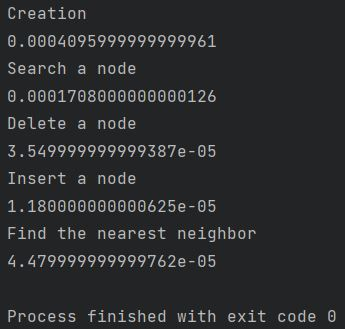 Creation
0.0004095999999999961
Search a node
0.0001708000000000126
Delete a node
3.549999999999387e-05
Insert a node
1.180000000000625e-05
Find the nearest neighbor
4.479999999999762e-05
Process finished with exit code 0